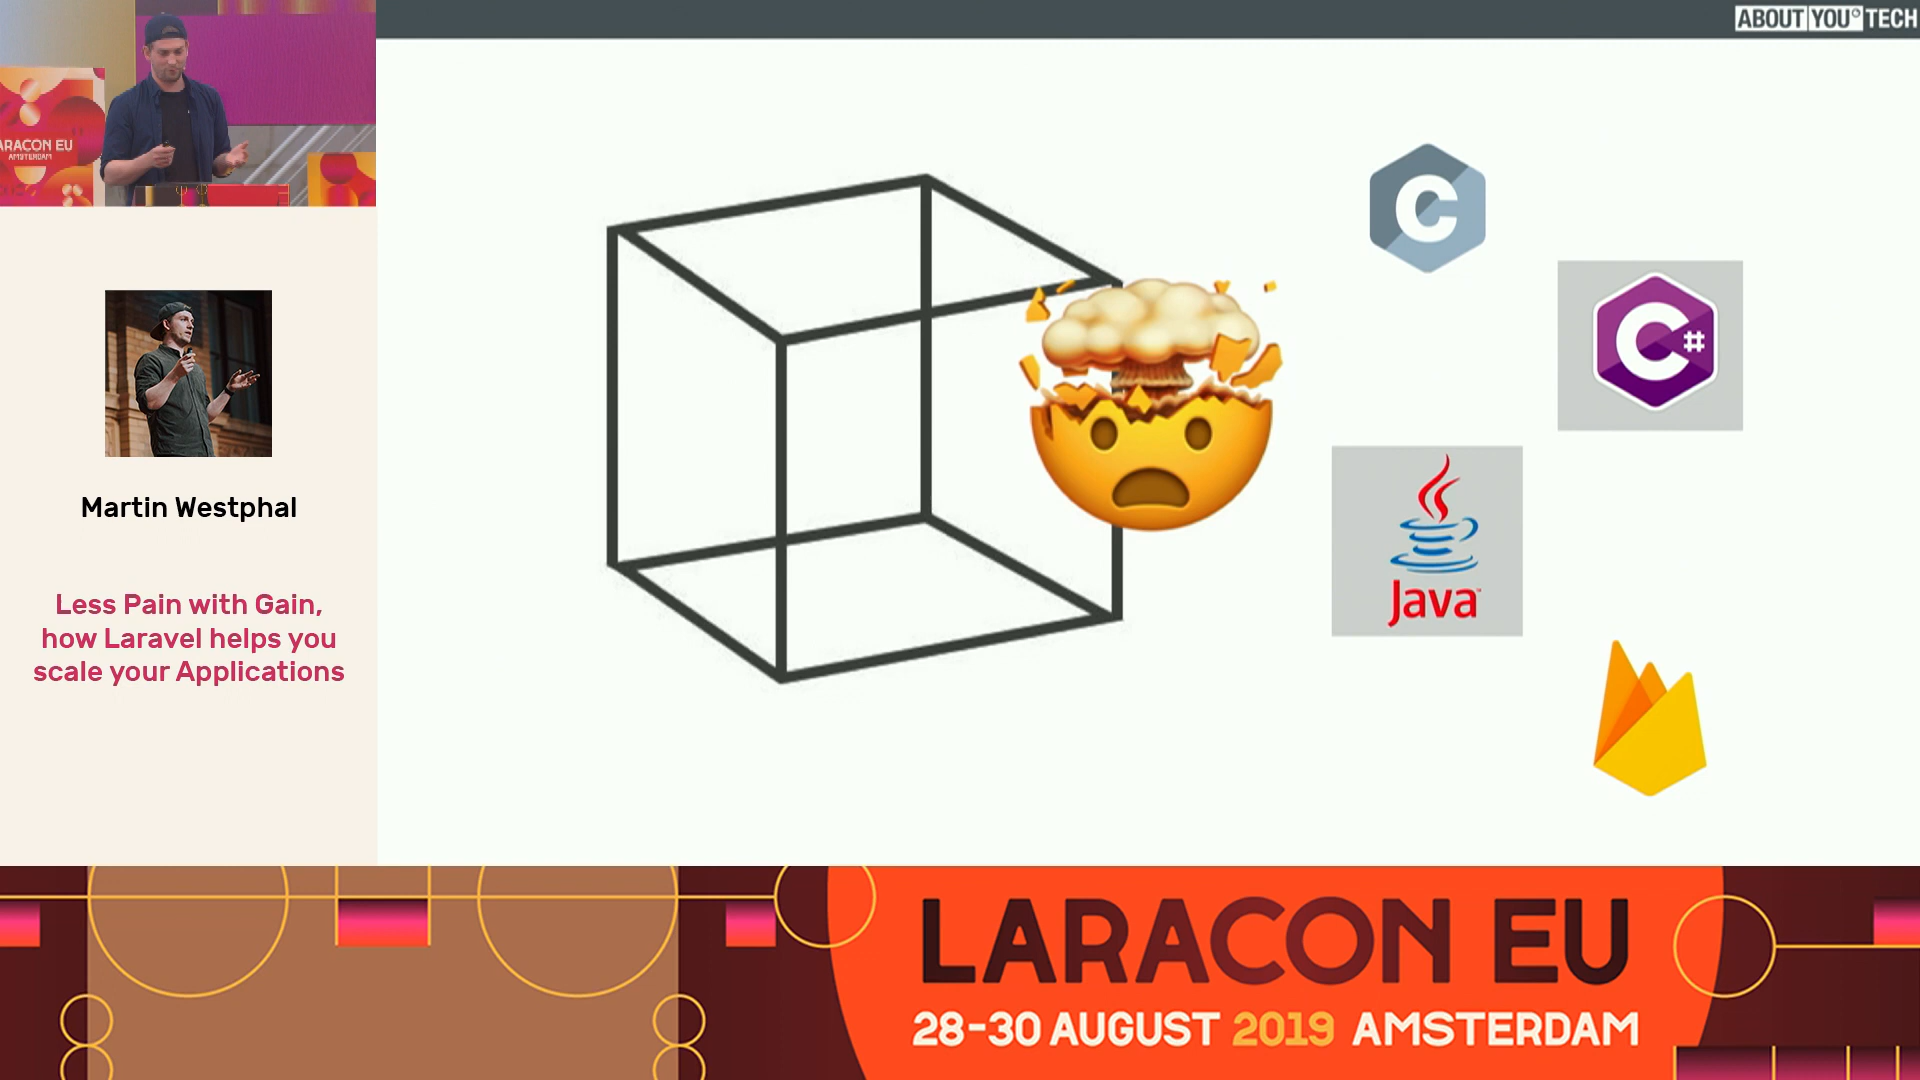 ABOUT YOU° TECH
ARACON EU
AMSTERDAM
C
C#
Java
Martin Westphal
Less Pain with Gain,
how Laravel helps you
scale your Applications
LARACON EU
28-30 AUGUST 2019 AMSTERDAM